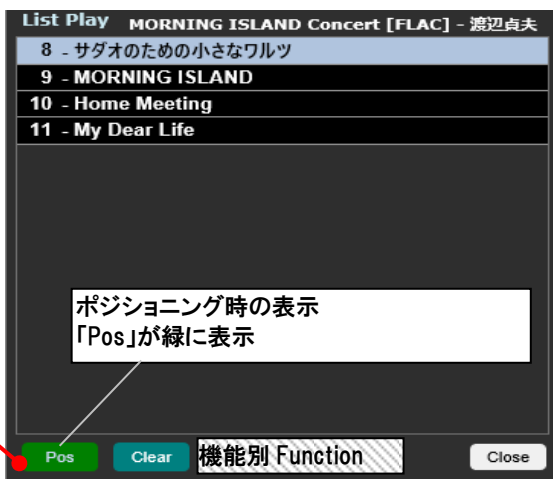 List Play MORNING ISLAND Concert [FLAC] - 渡辺貞夫
8 - サダオのための小さなワルツ
9 - MORNING ISLAND
10 - Home Meeting
11 - My Dear Life
ポジショニング時の表示
「Pos」が緑に表示
Pos Clear 機能別 Function Close